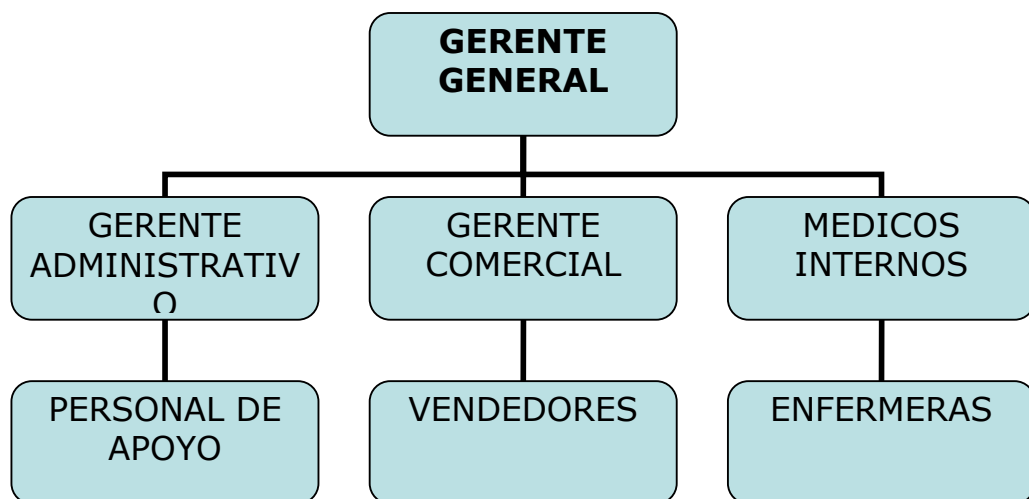 GERENTE
GENERAL
GERENTE
ADMINISTRATIV
O
GERENTE
COMERCIAL
MEDICOS
INTERNOS
PERSONAL DE
APOYO
VENDEDORES
ENFERMERAS